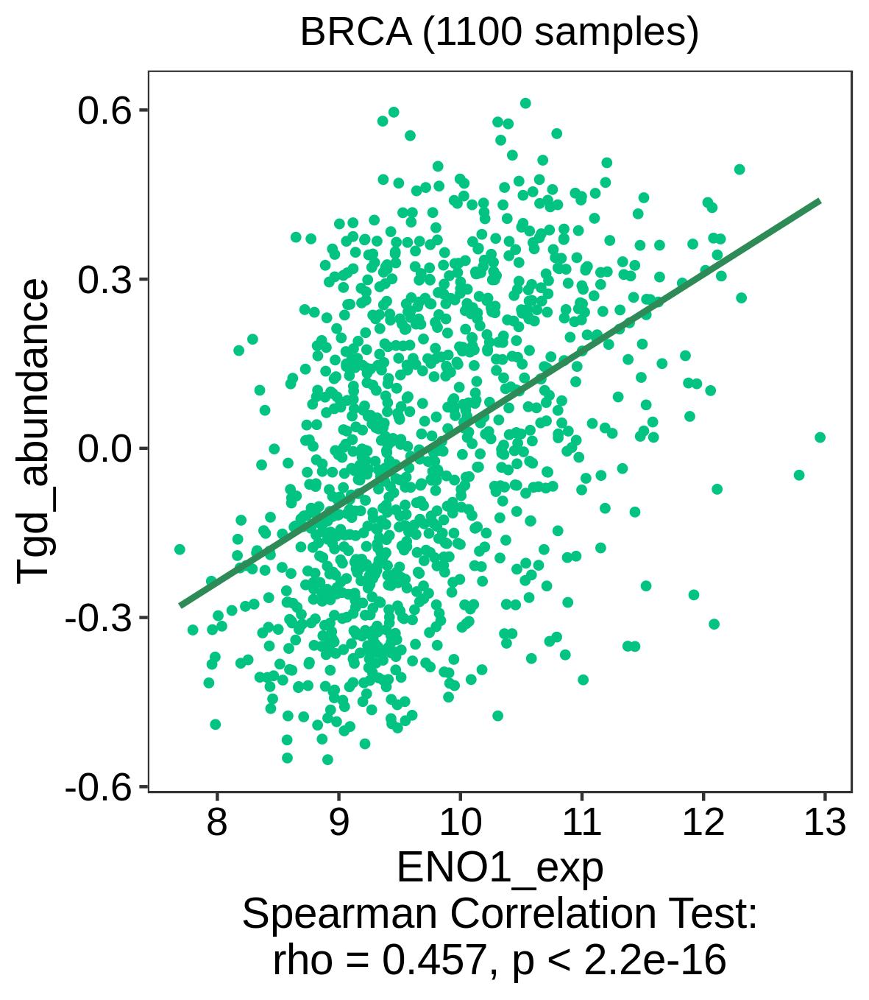 BRCA (1100 samples)
0.6
0.3
0.0
-0.3
-0.6
Tgd_abundance
8 9 10 11 12 13
ENO1_exp
Spearman Correlation Test:
rho = 0.457, p < 2.2e-16